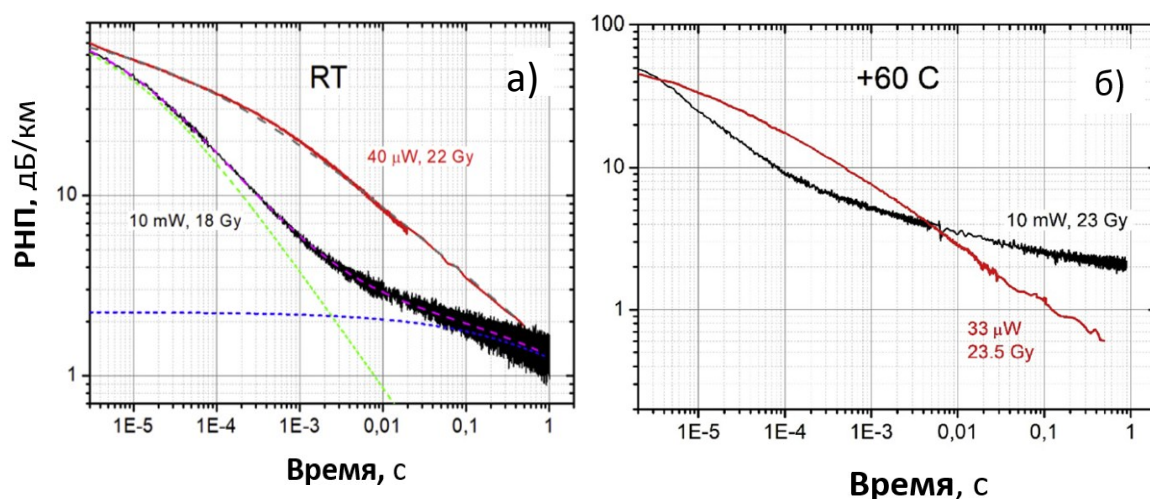 РНП, дБ/км
10
1
RT
а)
40 μW, 22 Gy
10 mW, 18 Gy
1E-5 1E-4 1E-3 0,01 0,1 1
Время, с
100
10
1
+60 C
б)
10 mW, 23 Gy
33 μW
23.5 Gy
1E-5 1E-4 1E-3 0,01 0,1 1
Время, с